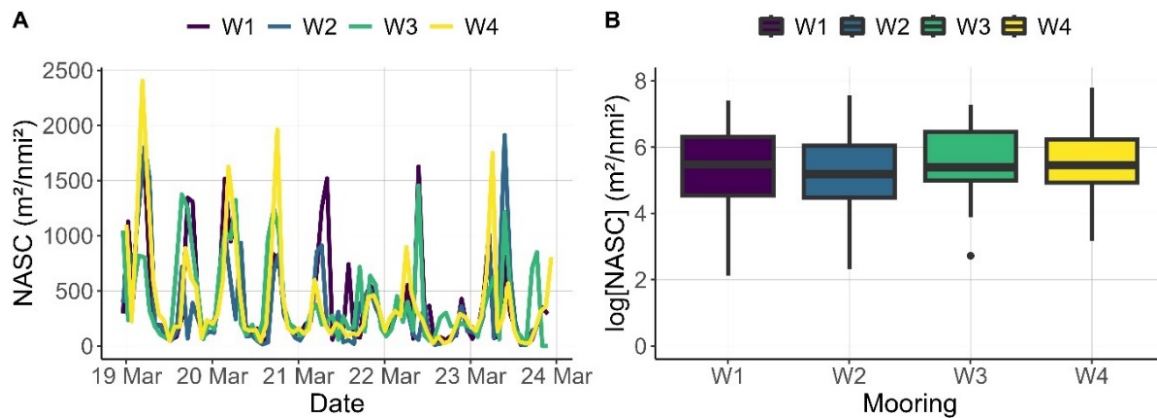 A
W1 W2 W3 W4
NASC (m²/nmi²)
2500
2000
1500
1000
500
0
19 Mar 20 Mar 21 Mar 22 Mar 23 Mar 24 Mar
Date
B
W1 W2 W3 W4
log[NASC] (m²/nmi²)
8
6
4
2
0
W1 W2 W3 W4
Mooring